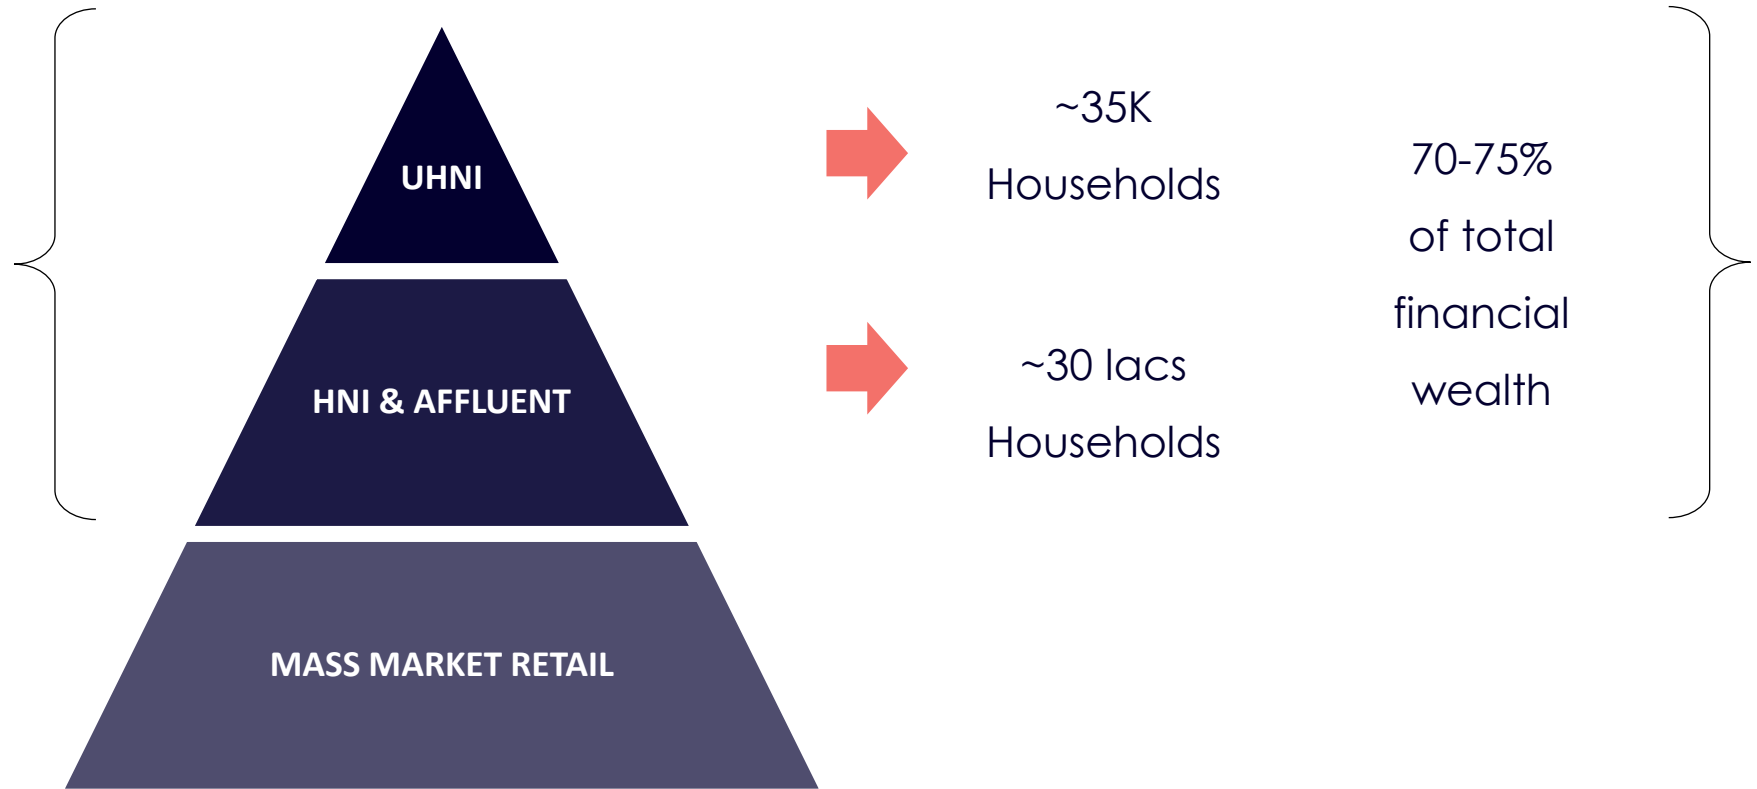 UHNI
~35K
Households
HNI & AFFLUENT
~30 lacs
Households
70-75%
of total
financial
wealth
MASS MARKET RETAIL